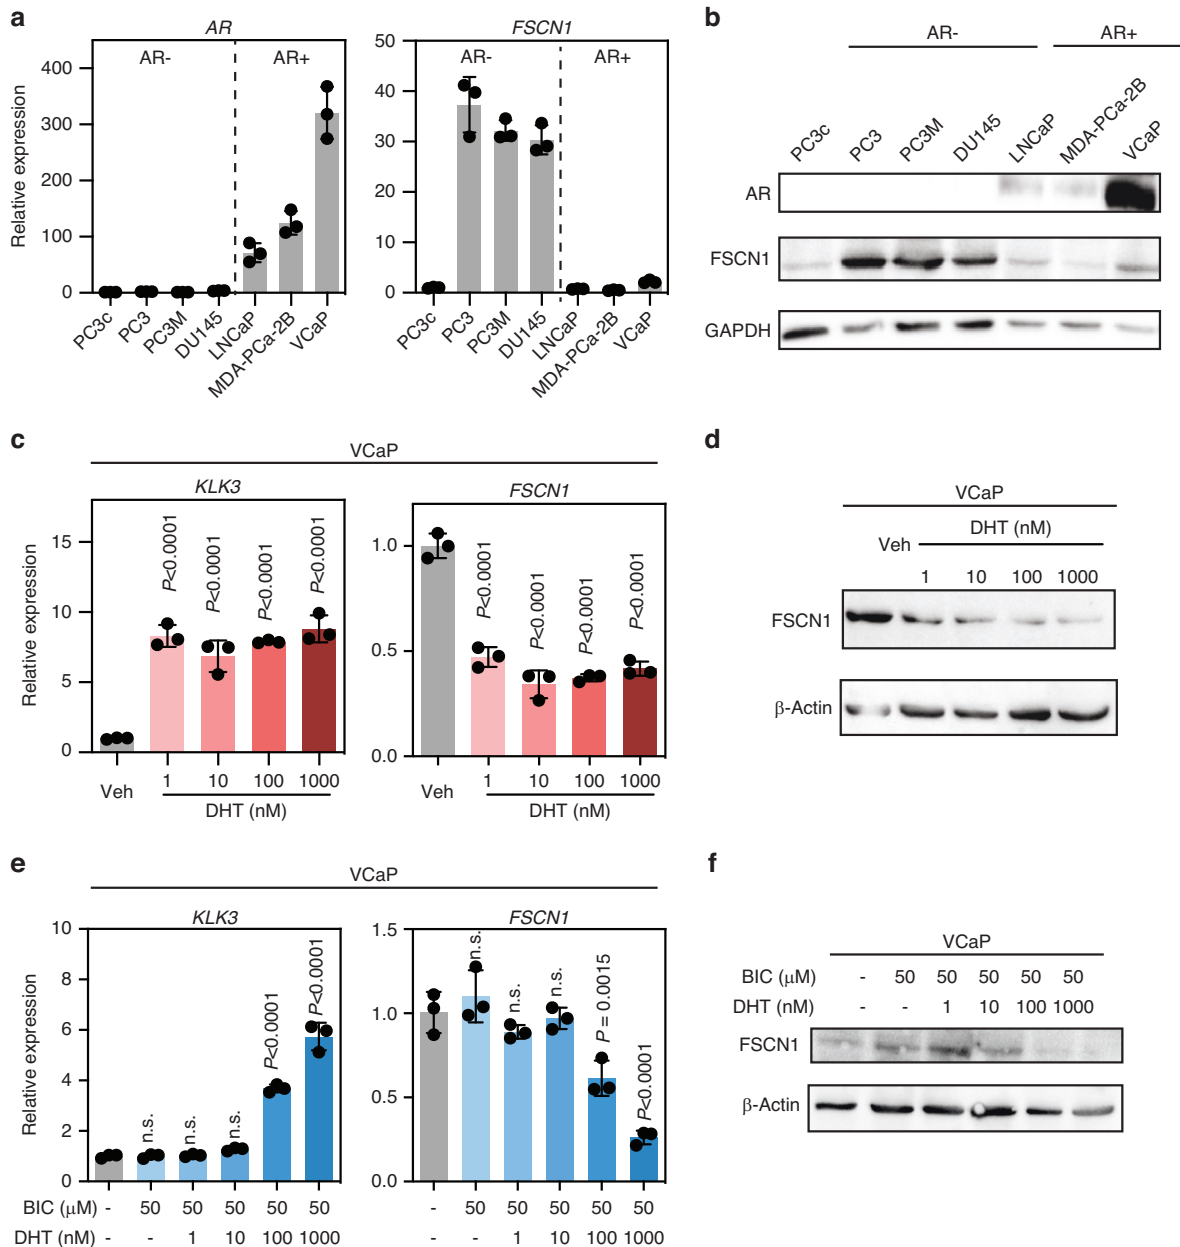 a
AR
FSCN1
Relative expression
400
300
200
100
0
AR-
AR+
PC3c
PC3
PC3M
DU145
LNCaP
MDA-PCa-2B
VCaP
50
40
30
20
10
0
AR-
AR+
PC3c
PC3
PC3M
DU145
LNCaP
MDA-PCa-2B
VCaP
b
AR-
AR+
PC3c
PC3
PC3M
DU145
LNCaP
MDA-PCa-2B
VCaP
AR
FSCN1
GAPDH
c
VCaP
KLK3
Relative expression
15
10
5
0
P<0.0001
P<0.0001
P<0.0001
P<0.0001
Veh
1 10 100 1000
DHT (nM)
FSCN1
1.0
0.5
0.0
P<0.0001
P<0.0001
P<0.0001
P<0.0001
Veh
1 10 100 1000
DHT (nM)
d
VCaP
DHT (nM)
Veh
1 10 100 1000
FSCN1
β-Actin
e
VCaP
KLK3
Relative expression
10
8
6
4
2
0
n.s.
n.s.
n.s.
P<0.0001
P<0.0001
BIC (μM) - 50 50 50 50 50
DHT (nM) - - 1 10 100 1000
FSCN1
1.5
1.0
0.5
0.0
n.s.
n.s.
n.s.
P = 0.0015
P<0.0001
- 50 50 50 50 50
- - 1 10 100 1000
f
VCaP
BIC (μM) - 50 50 50 50 50
DHT (nM) - - 1 10 100 1000
FSCN1
β-Actin